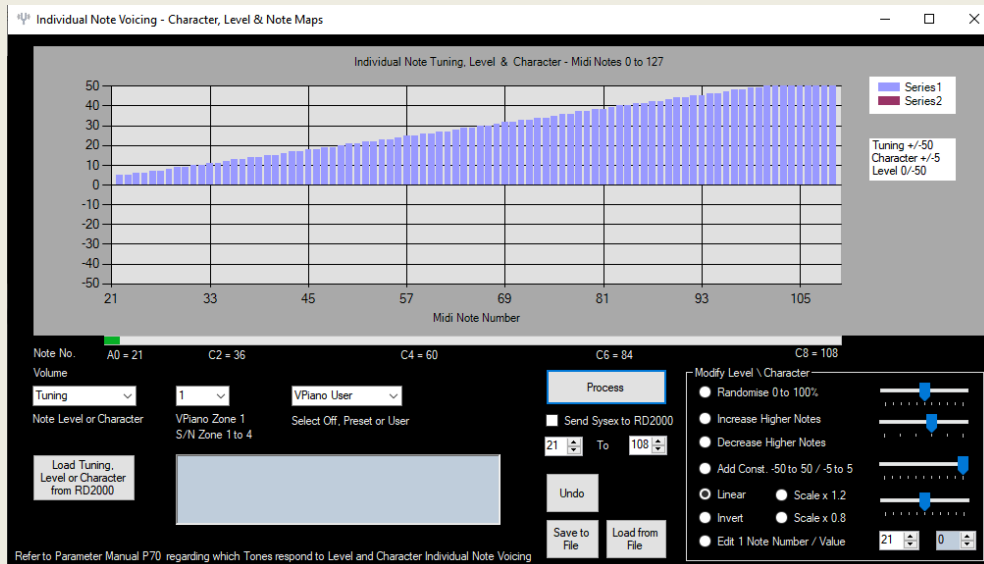 Individual Note Voicing - Character, Level & Note Maps
Individual Note Tuning, Level & Character - Midi Notes 0 to 127
50
40
30
20
10
0
-10
-20
-30
-40
-50
21 33 45 57 69 81 93 105
Midi Note Number
Series1
Series2
Tuning +/-50
Character +/-5
Level 0/-50
Note No. A0 = 21 C2 = 36 C4 = 60 C6 = 84 C8 = 108
Volume
Tuning 1 VPiano User
Note Level or Character
VPiano Zone 1
S/N Zone 1 to 4
Select Off, Preset or User
Load Tuning,
Level or Character
from RD2000
Process
Send Sysex to RD2000
21 To 108
Undo
Save to
File
Load from
File
Modify Level \ Character
Randomise 0 to 100%
Increase Higher Notes
Decrease Higher Notes
Add Const. -50 to 50 / -5 to 5
Linear Scale x 1.2
Invert Scale x 0.8
Edit 1 Note Number / Value 21 0
Refer to Parameter Manual P70 regarding which Tones respond to Level and Character Individual Note Voicing